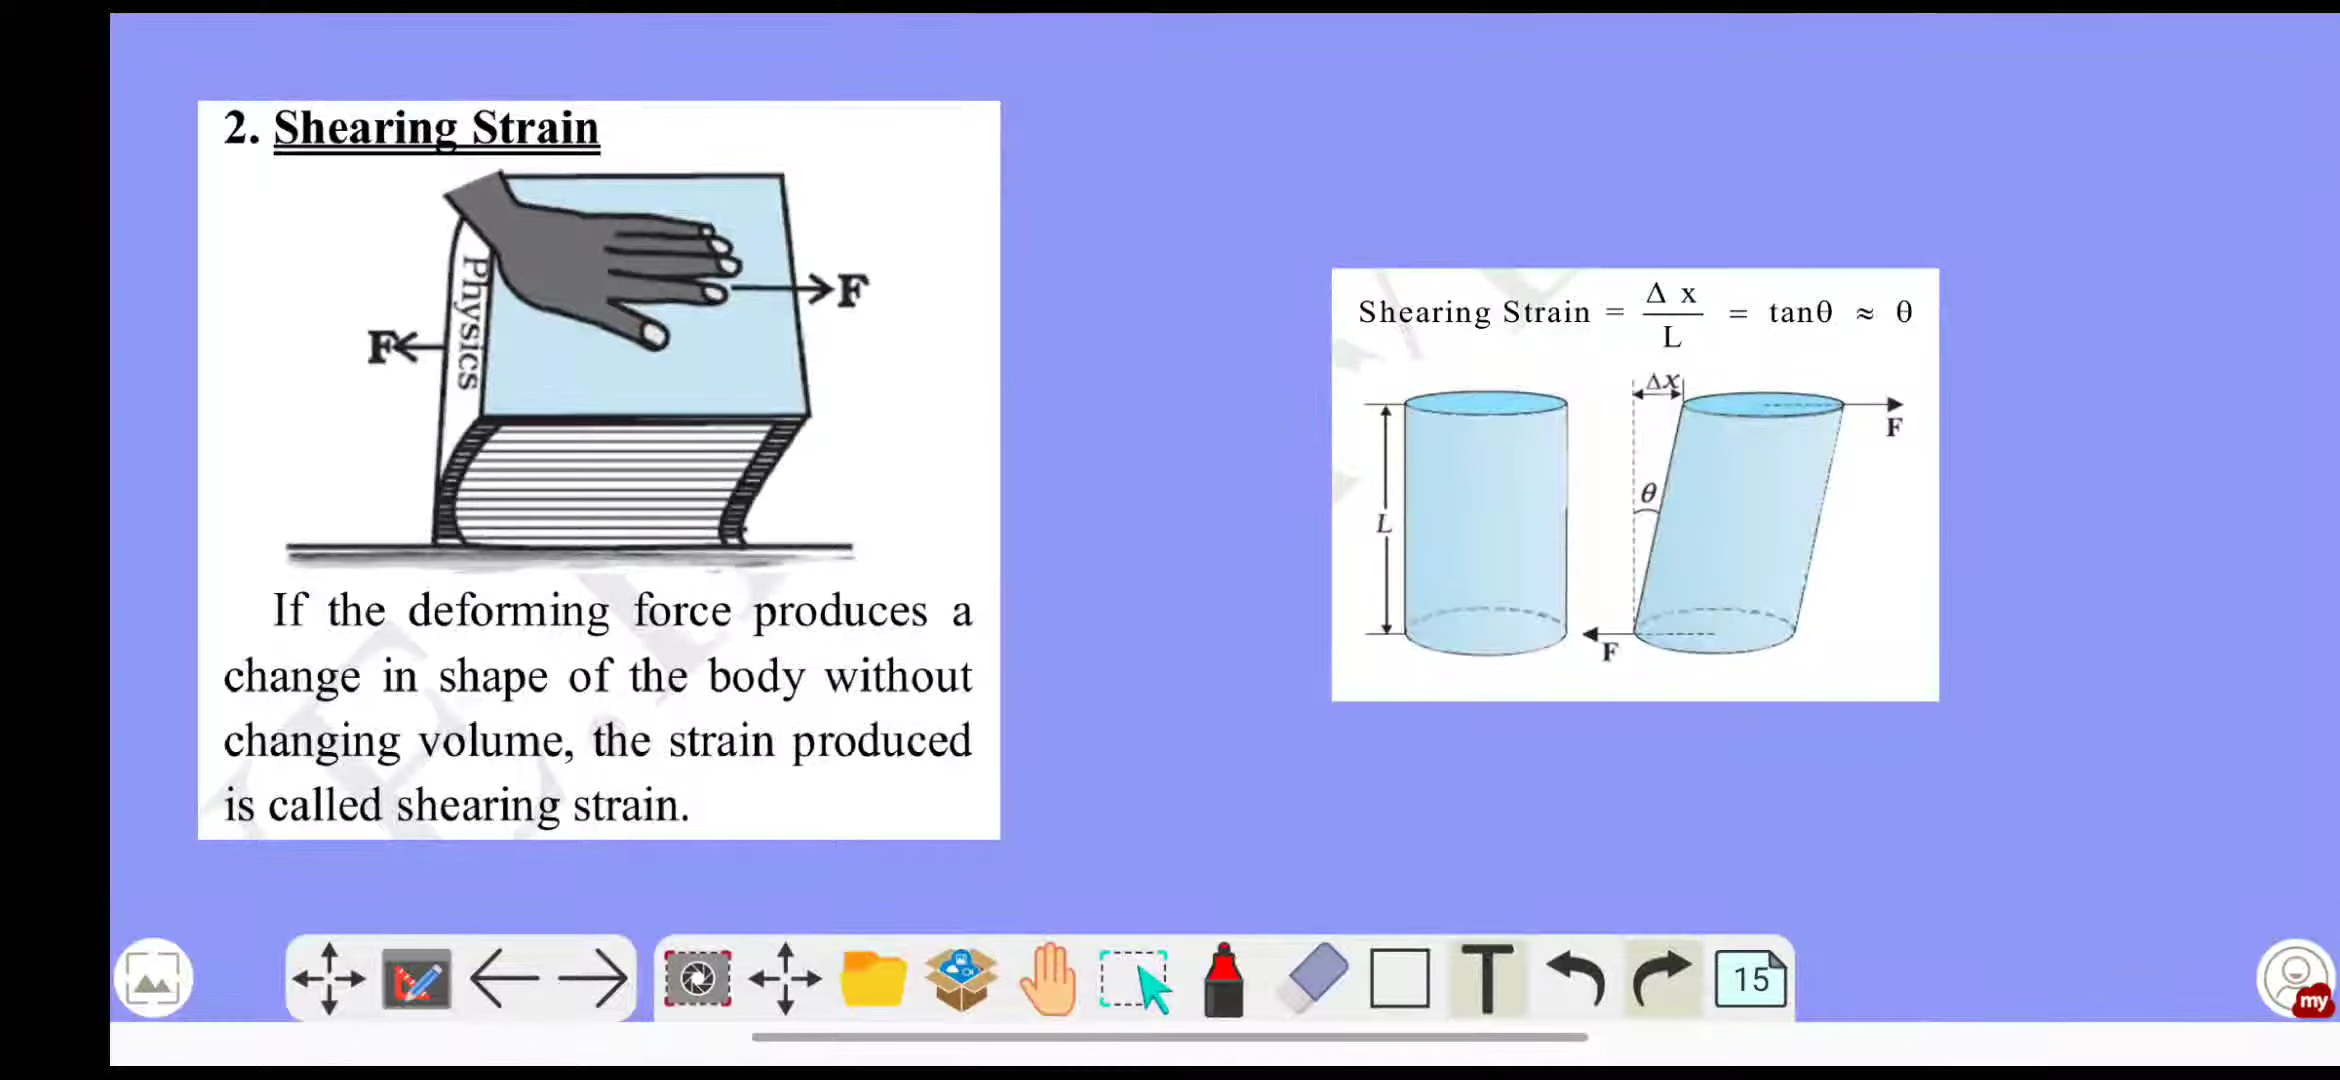 2. Shearing Strain
Physics
F
F
If the deforming force produces a
change in shape of the body without
changing volume, the strain produced
is called shearing strain.
Shearing Strain = Δ x / L = tanθ ≈ θ
Δx
L
θ
F
F
15
my